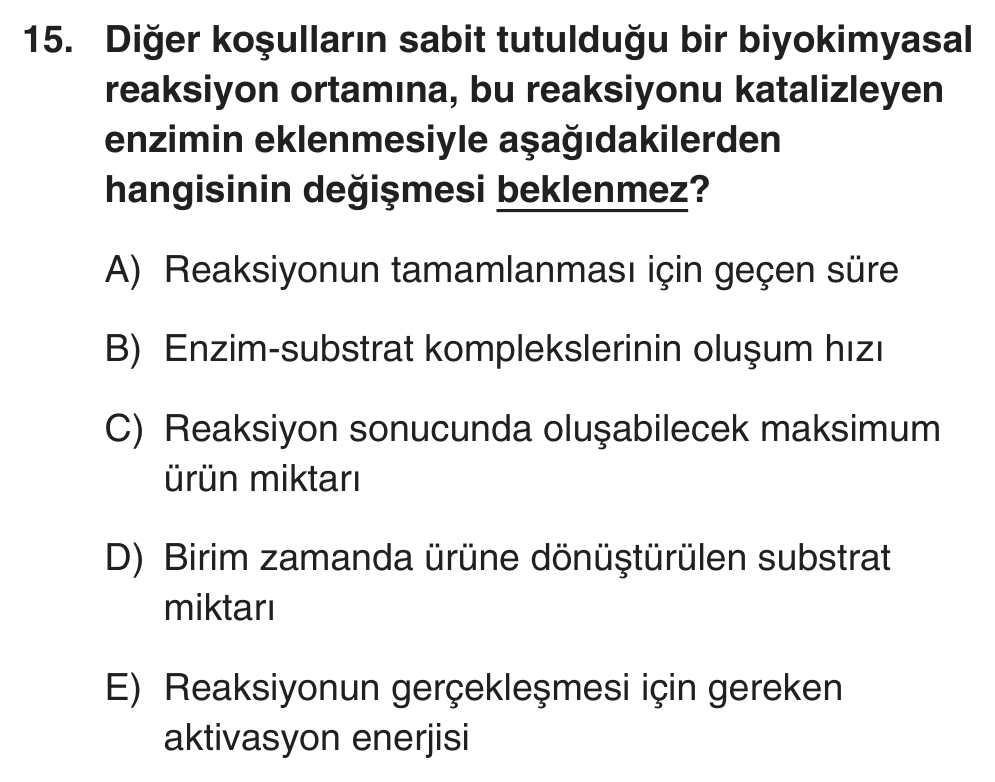 15. Diğer koşulların sabit tutulduğu bir biyokimyasal
reaksiyon ortamına, bu reaksiyonu katalizleyen
enzimin eklenmesiyle aşağıdakilerden
hangisinin değişmesi beklenmez?
A) Reaksiyonun tamamlanması için geçen süre
B) Enzim-substrat komplekslerinin oluşum hızı
C) Reaksiyon sonucunda oluşabilecek maksimum
ürün miktarı
D) Birim zamanda ürüne dönüştürülen substrat
miktarı
E) Reaksiyonun gerçekleşmesi için gereken
aktivasyon enerjisi